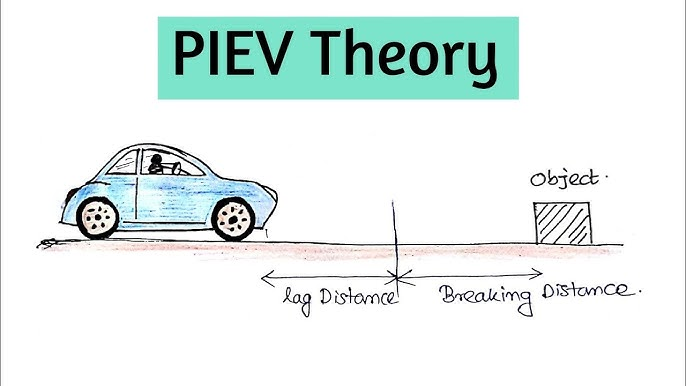 PIEV Theory
Object.
lag Distance
Breaking Distance.